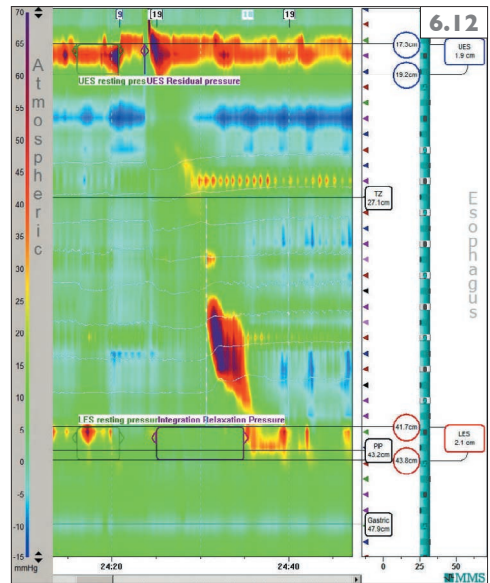 6.12
70
65
60
55
50
45
40
35
30
25
20
15
10
5
0
-5
-10
-15
mmHg
Atmospheric
9
19
19
UES resting pres
UES Residual pressure
LES resting pressur
Integration Relaxation Pressure
24:20
24:40
17.3cm
19.2cm
UES
1.9 cm
TZ
27.1cm
41.7cm
PIP
43.2cm
43.8cm
LES
2.1 cm
Gastric
47.9cm
Esophagus
0
25
50
MMS